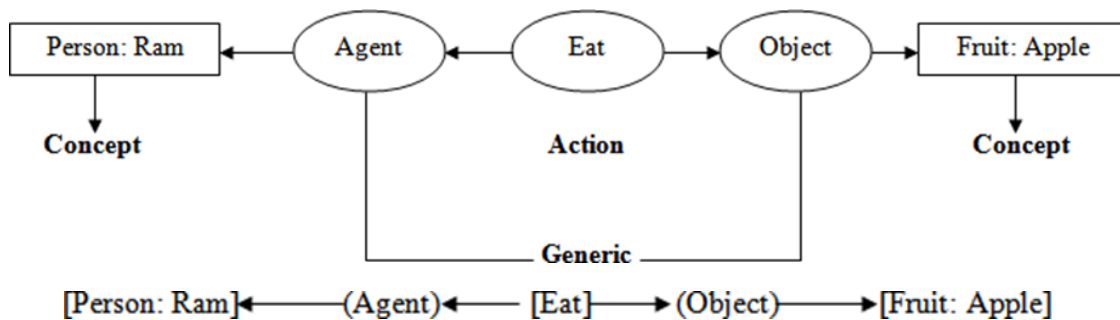 Person: Ram Agent Eat Object Fruit: Apple
Concept Action Concept
Generic
[Person: Ram] (Agent) [Eat] (Object) [Fruit: Apple]